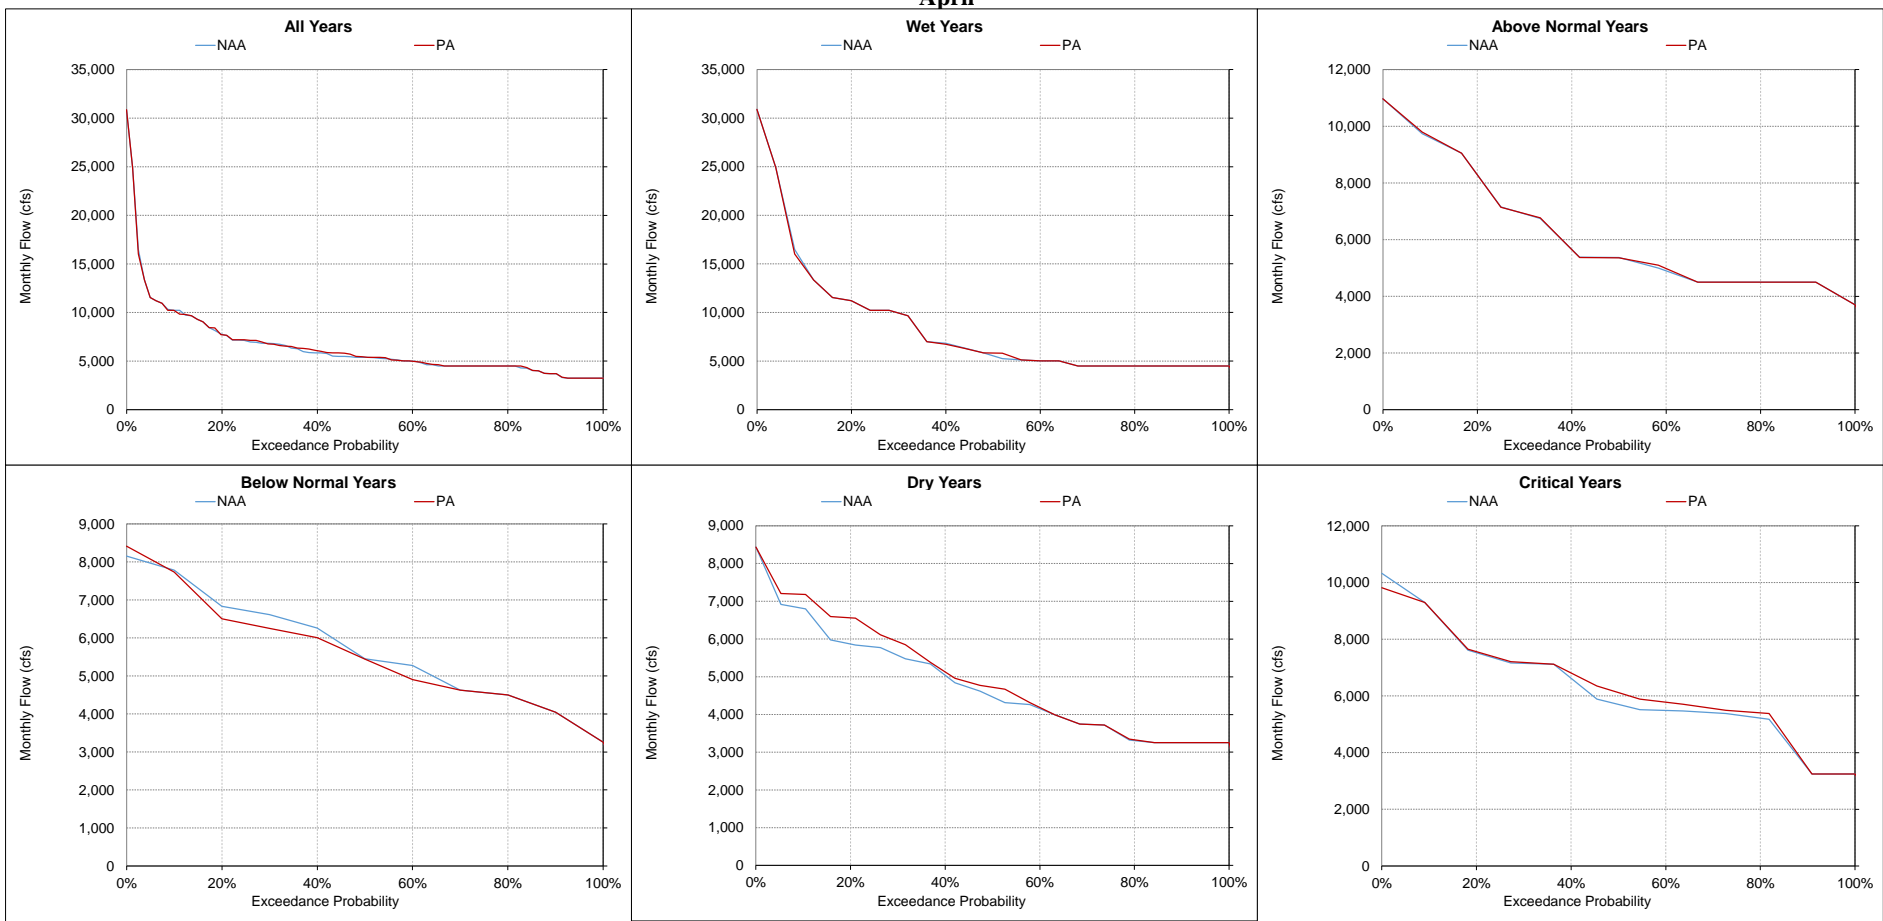 April
All Years
NAA PA
35,000
30,000
25,000
20,000
15,000
10,000
5,000
0
Monthly Flow (cfs)
0% 20% 40% 60% 80% 100%
Exceedance Probability
Wet Years
NAA PA
35,000
30,000
25,000
20,000
15,000
10,000
5,000
0
Monthly Flow (cfs)
0% 20% 40% 60% 80% 100%
Exceedance Probability
Above Normal Years
NAA PA
12,000
10,000
8,000
6,000
4,000
2,000
0
Monthly Flow (cfs)
0% 20% 40% 60% 80% 100%
Exceedance Probability
Below Normal Years
NAA PA
9,000
8,000
7,000
6,000
5,000
4,000
3,000
2,000
1,000
0
Monthly Flow (cfs)
0% 20% 40% 60% 80% 100%
Exceedance Probability
Dry Years
NAA PA
9,000
8,000
7,000
6,000
5,000
4,000
3,000
2,000
1,000
0
Monthly Flow (cfs)
0% 20% 40% 60% 80% 100%
Exceedance Probability
Critical Years
NAA PA
12,000
10,000
8,000
6,000
4,000
2,000
0
Monthly Flow (cfs)
0% 20% 40% 60% 80% 100%
Exceedance Probability